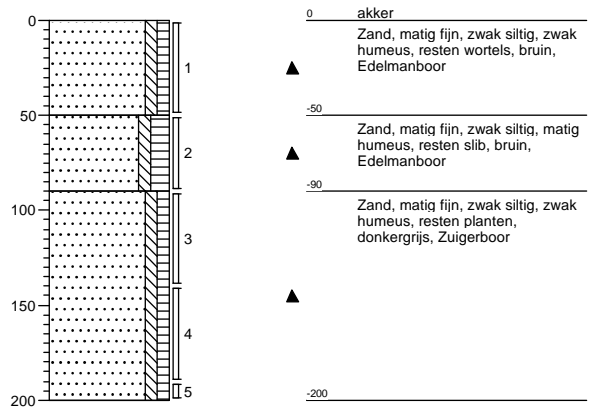 0
50
100
150
200
1
2
3
4
5
0 akker
Zand, matig fijn, zwak siltig, zwak
humeus, resten wortels, bruin,
Edelmanboor
-50
Zand, matig fijn, zwak siltig, matig
humeus, resten slib, bruin,
Edelmanboor
-90
Zand, matig fijn, zwak siltig, zwak
humeus, resten planten,
donkergrijs, Zuigerboor
-200